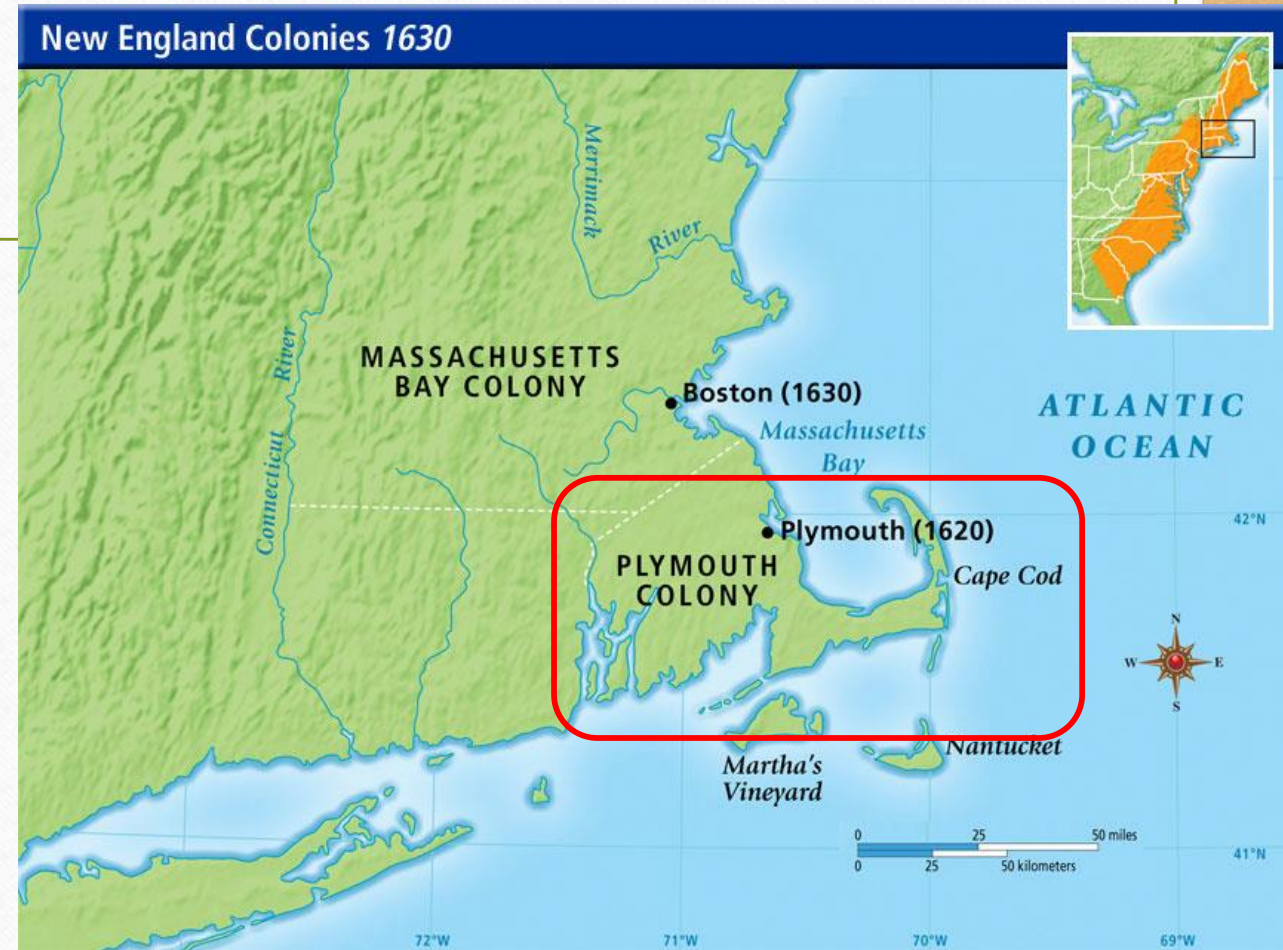 New England Colonies 1630
Merrimack
River
MASSACHUSETTS
BAY COLONY
Connecticut River
Boston (1630)
Massachusetts
Bay
ATLANTIC
OCEAN
42°N
Plymouth (1620)
PLYMOUTH
COLONY
Cape Cod
N
W
E
S
Nantucket
Martha's
Vineyard
0 25 50 miles
0 25 50 kilometers
41°N
72°W 71°W 70°W 69°W